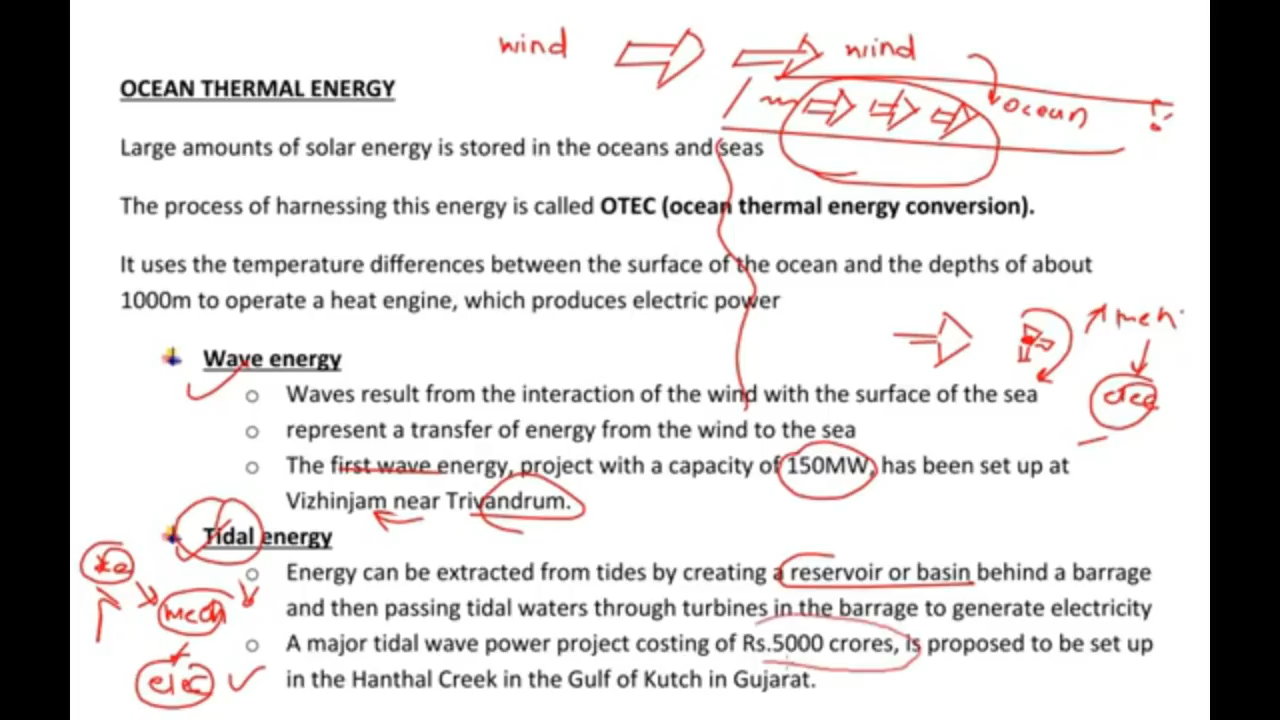 wind
wind
OCEAN THERMAL ENERGY
ocean
Large amounts of solar energy is stored in the oceans and seas
The process of harnessing this energy is called OTEC (ocean thermal energy conversion).
It uses the temperature differences between the surface of the ocean and the depths of about
1000m to operate a heat engine, which produces electric power
mech
Wave energy
elec
o Waves result from the interaction of the wind with the surface of the sea
o represent a transfer of energy from the wind to the sea
o The first wave energy, project with a capacity of 150MW, has been set up at
Vizhinjam near Trivandrum.
Tidal energy
ke
o Energy can be extracted from tides by creating a reservoir or basin behind a barrage
mech
and then passing tidal waters through turbines in the barrage to generate electricity
o A major tidal wave power project costing of Rs.5000 crores, is proposed to be set up
elec
in the Hanthal Creek in the Gulf of Kutch in Gujarat.